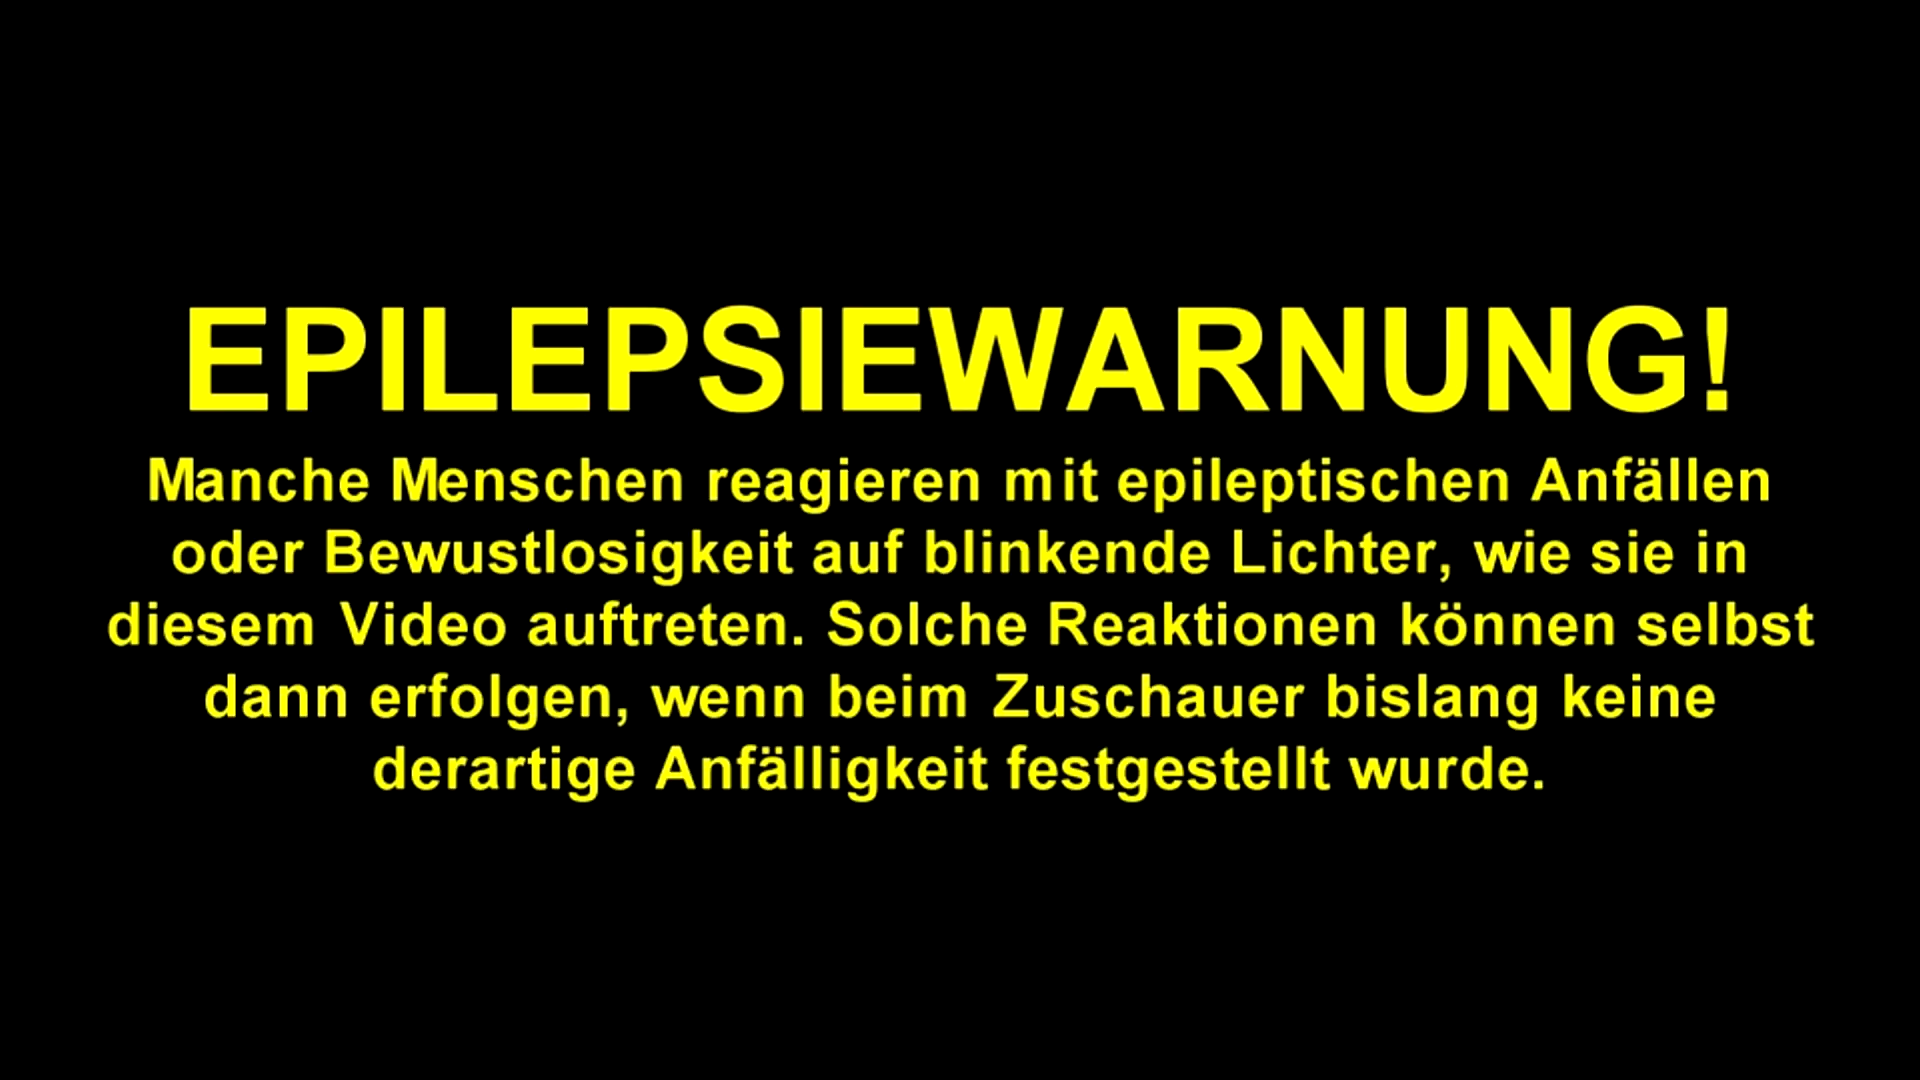 EPILEPSIEWARNUNG!
Manche Menschen reagieren mit epileptischen Anfällen
oder Bewustlosigkeit auf blinkende Lichter, wie sie in
diesem Video auftreten. Solche Reaktionen können selbst
dann erfolgen, wenn beim Zuschauer bislang keine
derartige Anfälligkeit festgestellt wurde.